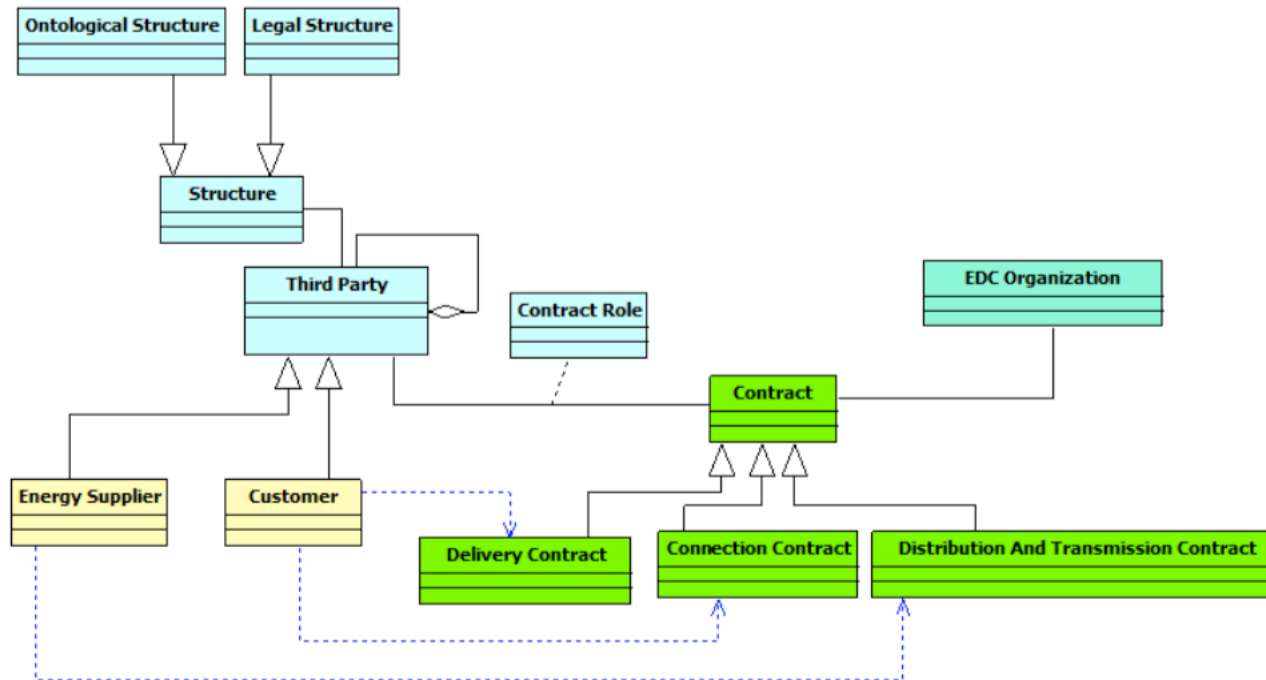 Ontological Structure
Legal Structure
Structure
Third Party
EDC Organization
Contract Role
Contract
Energy Supplier
Customer
Delivery Contract
Connection Contract
Distribution And Transmission Contract